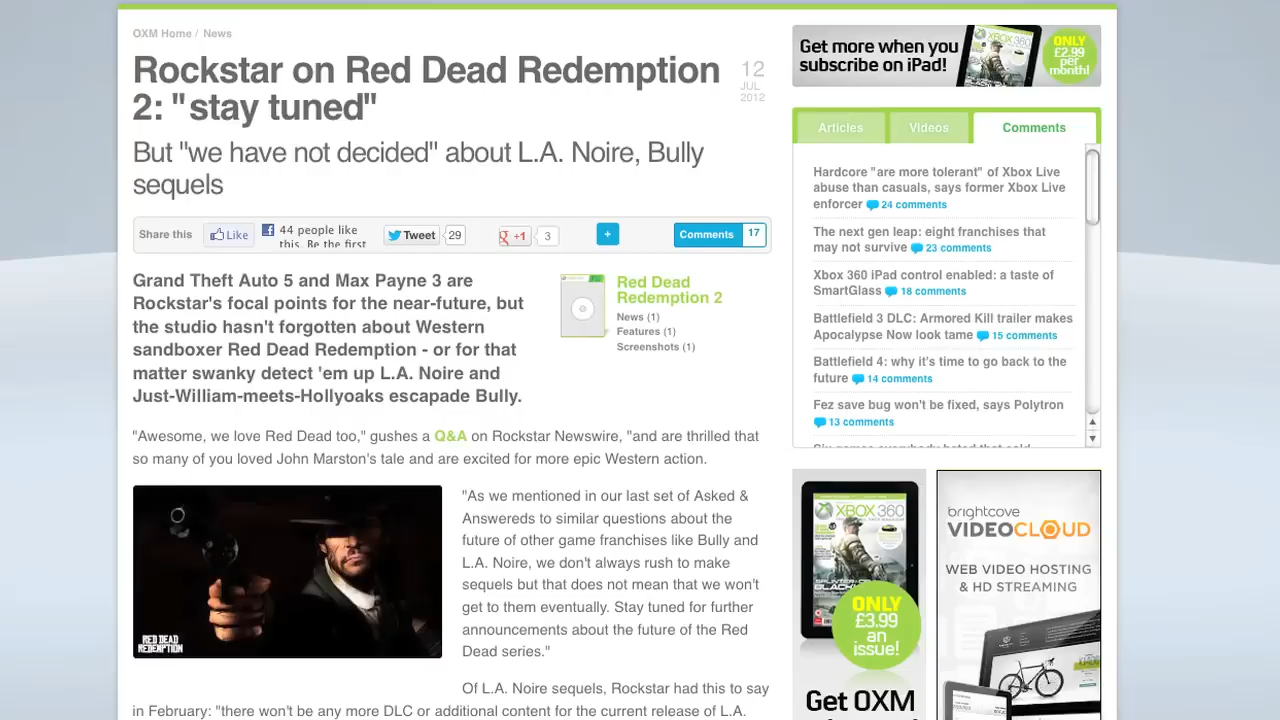 OXM Home / News
Rockstar on Red Dead Redemption
2: "stay tuned"
12
JUL
2012
But "we have not decided" about L.A. Noire, Bully
sequels
Share this
Like
44 people like
this. Be the first
Tweet
29
+1
3
+
Comments
17
Grand Theft Auto 5 and Max Payne 3 are
Rockstar's focal points for the near-future, but
the studio hasn't forgotten about Western
sandboxer Red Dead Redemption - or for that
matter swanky detect 'em up L.A. Noire and
Just-William-meets-Hollyoaks escapade Bully.
Red Dead
Redemption 2
News (1)
Features (1)
Screenshots (1)
"Awesome, we love Red Dead too," gushes a Q&A on Rockstar Newswire, "and are thrilled that
so many of you loved John Marston's tale and are excited for more epic Western action.
RED DEAD
REDEMPTION
"As we mentioned in our last set of Asked &
Answereds to similar questions about the
future of other game franchises like Bully and
L.A. Noire, we don't always rush to make
sequels but that does not mean that we won't
get to them eventually. Stay tuned for further
announcements about the future of the Red
Dead series."
Of L.A. Noire sequels, Rockstar had this to say
in February: "there won't be any more DLC or additional content for the current release of L.A.
Get more when you
subscribe on iPad!
XBOX 360
ONLY
£2.99
per
month!
Articles
Videos
Comments
Hardcore "are more tolerant" of Xbox Live
abuse than casuals, says former Xbox Live
enforcer 24 comments
The next gen leap: eight franchises that
may not survive 23 comments
Xbox 360 iPad control enabled: a taste of
SmartGlass 18 comments
Battlefield 3 DLC: Armored Kill trailer makes
Apocalypse Now look tame 15 comments
Battlefield 4: why it's time to go back to the
future 14 comments
Fez save bug won't be fixed, says Polytron
13 comments
XBOX 360
ONLY
£3.99
an
issue!
Get OXM
brightcove
VIDEOCLOUD
WEB VIDEO HOSTING
& HD STREAMING